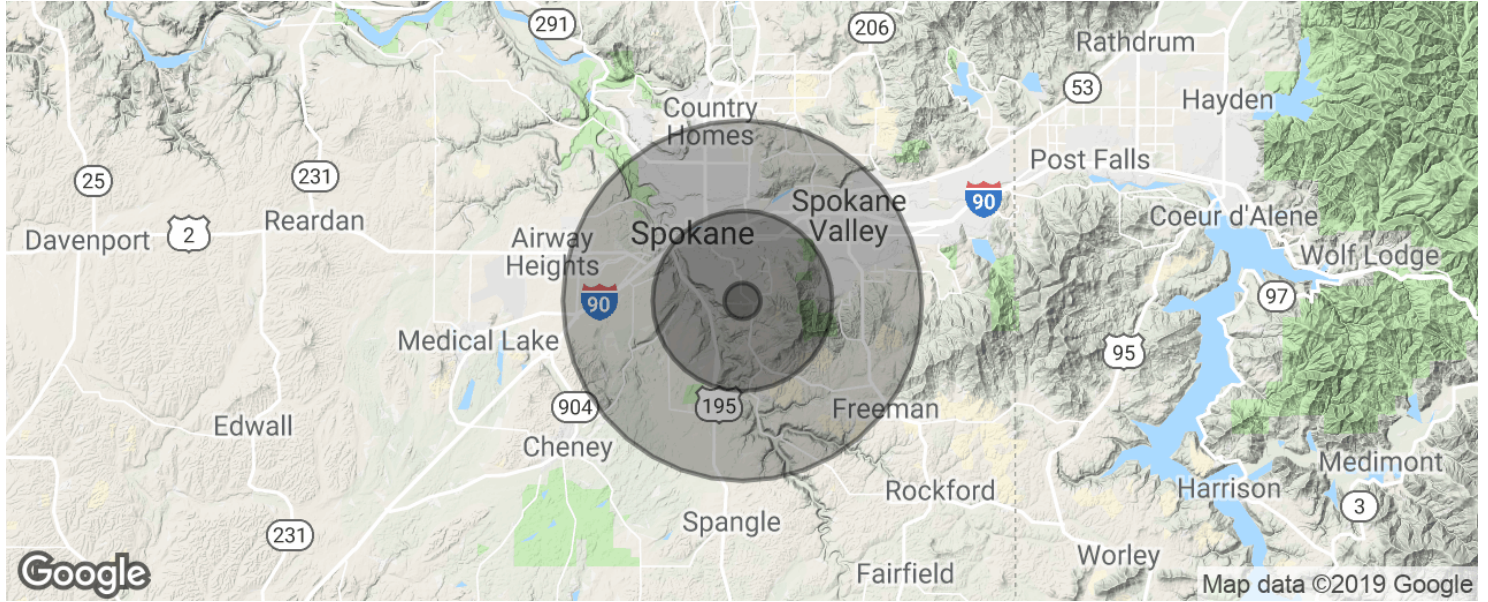 291
206
Rathdrum
53
Hayden
Country
Homes
Post Falls
25
231
90
Spokane
Valley
Coeur d'Alene
Reardan
2
Davenport
Airway
Heights
Spokane
Wolf Lodge
90
97
Medical Lake
95
904
195
Freeman
Edwall
Cheney
Medimont
Rockford
Harrison
3
Spangle
231
Worley
Fairfield
Google
Map data ©2019 Google